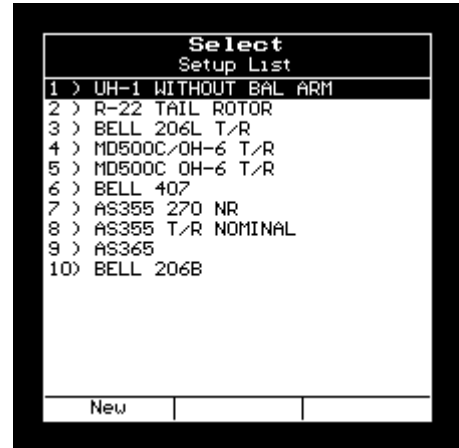 Select
Setup List
1 ) UH-1 WITHOUT BAL ARM
2 ) R-22 TAIL ROTOR
3 ) BELL 206L T/R
4 ) MD500C/OH-6 T/R
5 ) MD500C OH-6 T/R
6 ) BELL 407
7 ) AS355 270 NR
8 ) AS355 T/R NOMINAL
9 ) AS365
10) BELL 206B
New